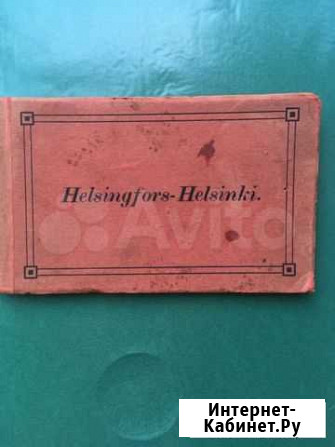 Helsingfors-Helsinki.
Avito
Интернет-
Кабинет.Ру